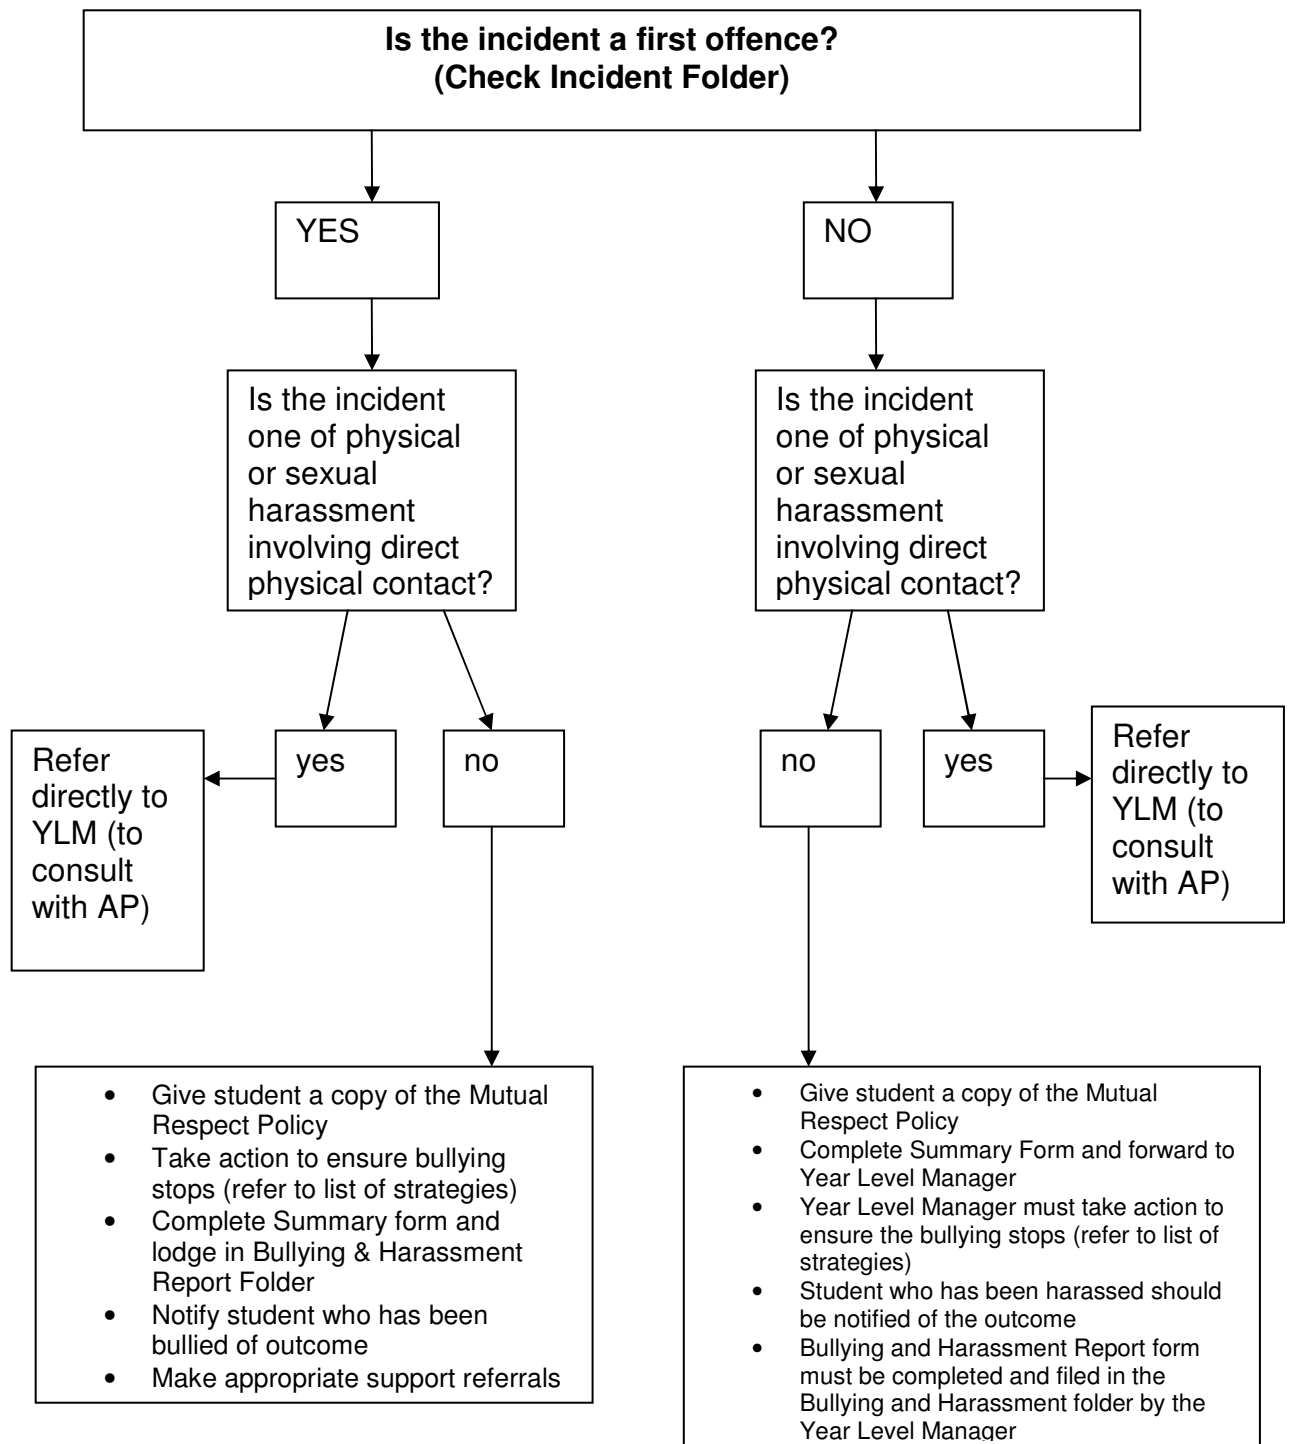 Is the incident a first offence?
(Check Incident Folder)
YES
NO
Is the incident
one of physical
or sexual
harassment
involving direct
physical contact?
Is the incident
one of physical
or sexual
harassment
involving direct
physical contact?
Refer
directly to
YLM (to
consult
with AP)
yes
no
no
yes
Refer
directly to
YLM (to
consult
with AP)
• Give student a copy of the Mutual
Respect Policy
• Take action to ensure bullying
stops (refer to list of strategies)
• Complete Summary form and
lodge in Bullying & Harassment
Report Folder
• Notify student who has been
bullied of outcome
• Make appropriate support referrals
• Give student a copy of the Mutual
Respect Policy
• Complete Summary Form and forward to
Year Level Manager
• Year Level Manager must take action to
ensure the bullying stops (refer to list of
strategies)
• Student who has been harassed should
be notified of the outcome
• Bullying and Harassment Report form
must be completed and filed in the
Bullying and Harassment folder by the
Year Level Manager